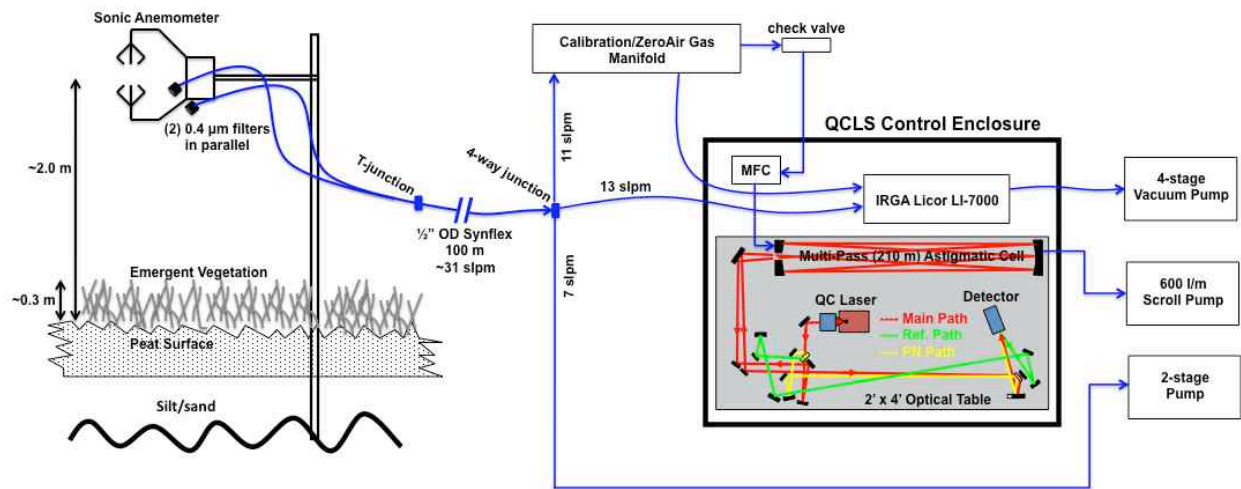 Sonic Anemometer
(2) 0.4 µm filters
in parallel
~2.0 m
T-junction
4-way junction
½" OD Synflex
100 m
~31 slpm
Emergent Vegetation
~0.3 m
Peat Surface
Silt/sand
Calibration/ZeroAir Gas
Manifold
check valve
11 slpm
13 slpm
7 slpm
QCLS Control Enclosure
MFC
IRGA Licor LI-7000
Multi-Pass (210 m) Astigmatic Cell
QC Laser
Detector
Main Path
Ref. Path
PN Path
2' x 4' Optical Table
4-stage
Vacuum Pump
600 l/m
Scroll Pump
2-stage
Pump